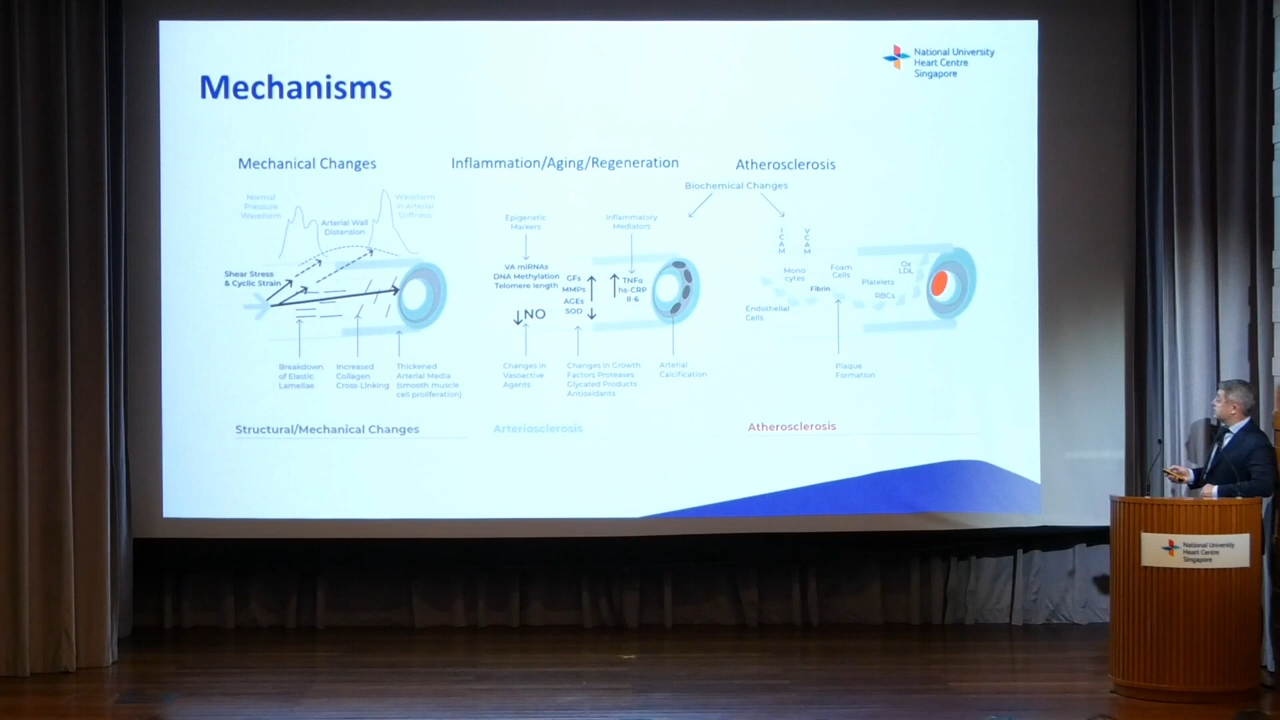 National University
Heart Centre
Singapore
Mechanisms
Mechanical Changes
Inflammation/Aging/Regeneration
Atherosclerosis
Biochemical Changes
Normal
Pressure
Waveform
Waveform
in Arterial
Stiffness
Arterial Wall
Distension
Shear Stress
& Cyclic Strain
Breakdown
of Elastic
Lamellae
Increased
Collagen
Cross-Linking
Thickened
Arterial Media
(smooth muscle
cell proliferation)
Structural/Mechanical Changes
Epigenetic
Markers
Inflammatory
Mediators
VA miRNAs
DNA Methylation
Telomere length
GFs
MMPs
AGEs
SOD
TNFα
hs-CRP
Il-6
NO
Changes in
Vasoactive
Agents
Changes in Growth
Factors Proteases
Glycated Products
Antioxidants
Arterial
Calcification
Arteriosclerosis
ICAM
VCAM
Mono
cytes
Foam
Cells
Fibrin
Platelets
Ox
LDL
RBCs
Endothelial
Cells
Plaque
Formation
Atherosclerosis
National University
Heart Centre
Singapore